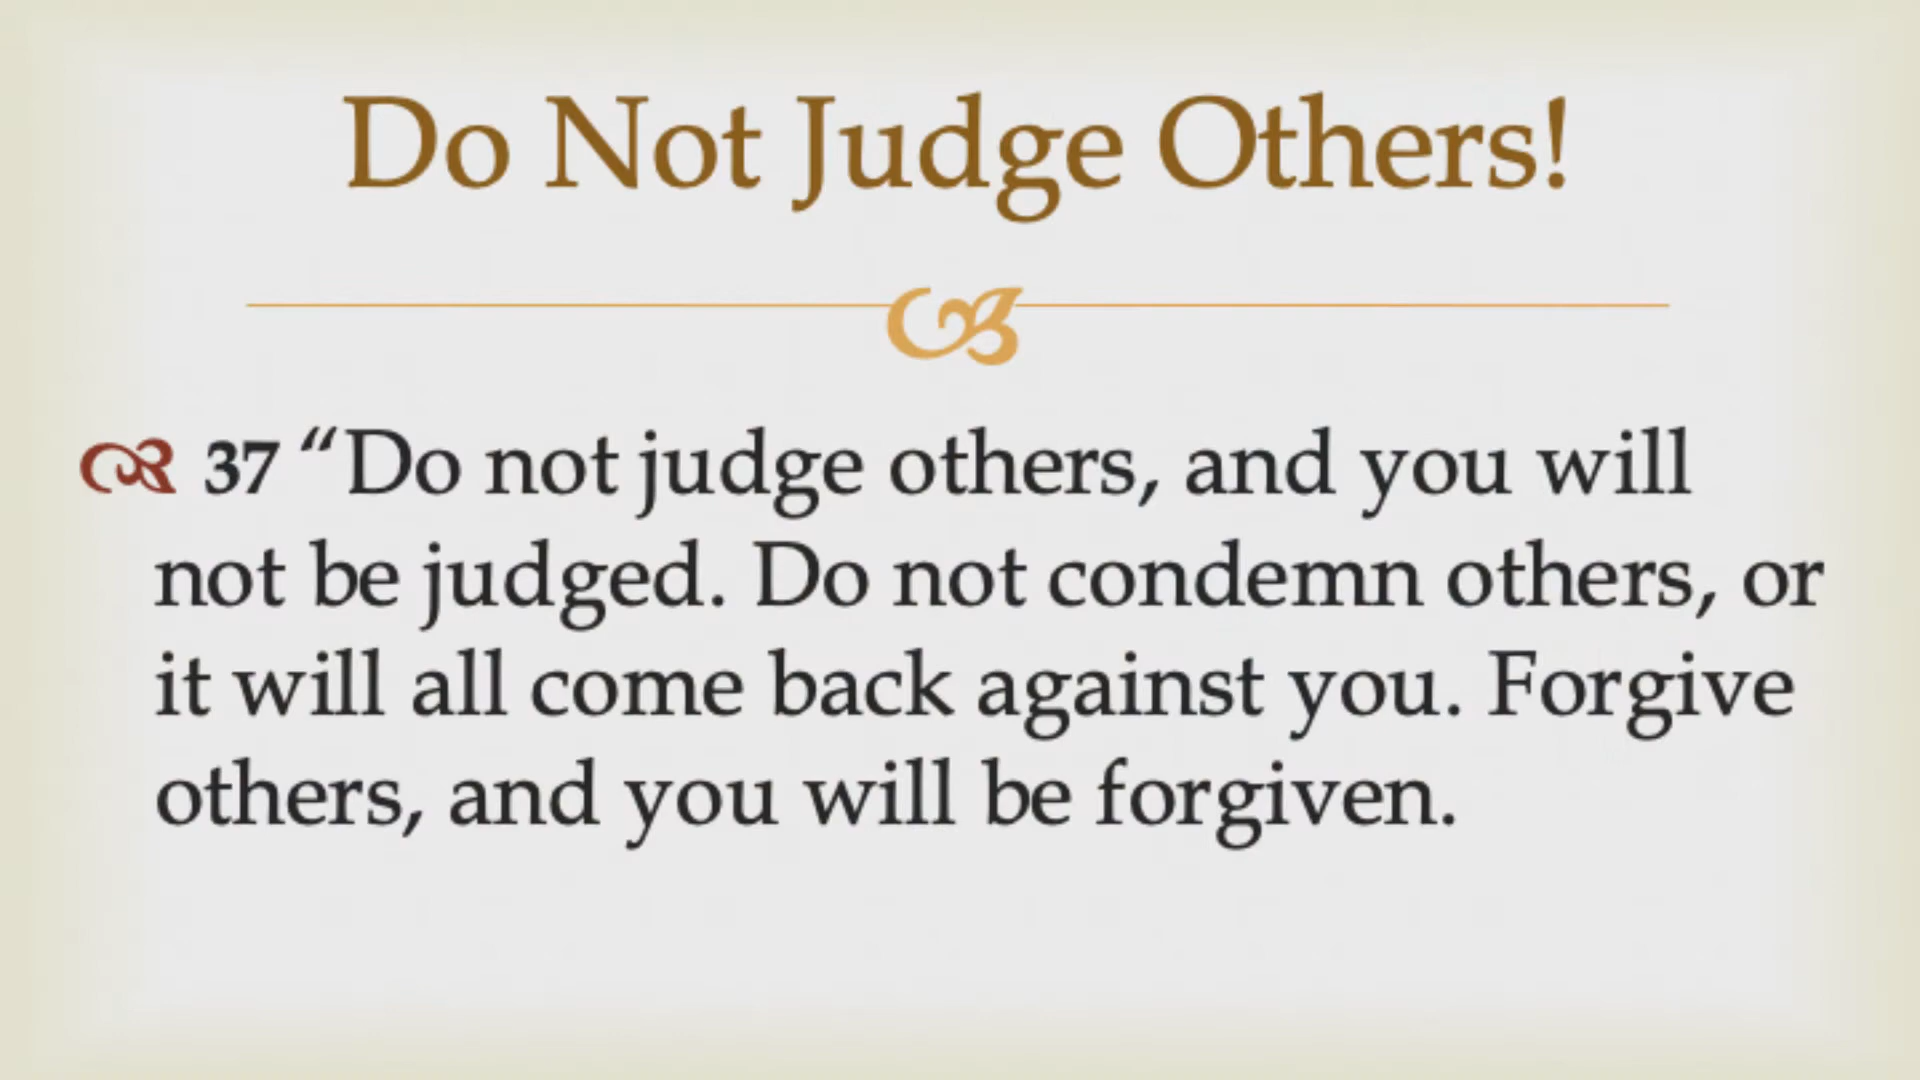 Do Not Judge Others!
37 “Do not judge others, and you will
not be judged. Do not condemn others, or
it will all come back against you. Forgive
others, and you will be forgiven.